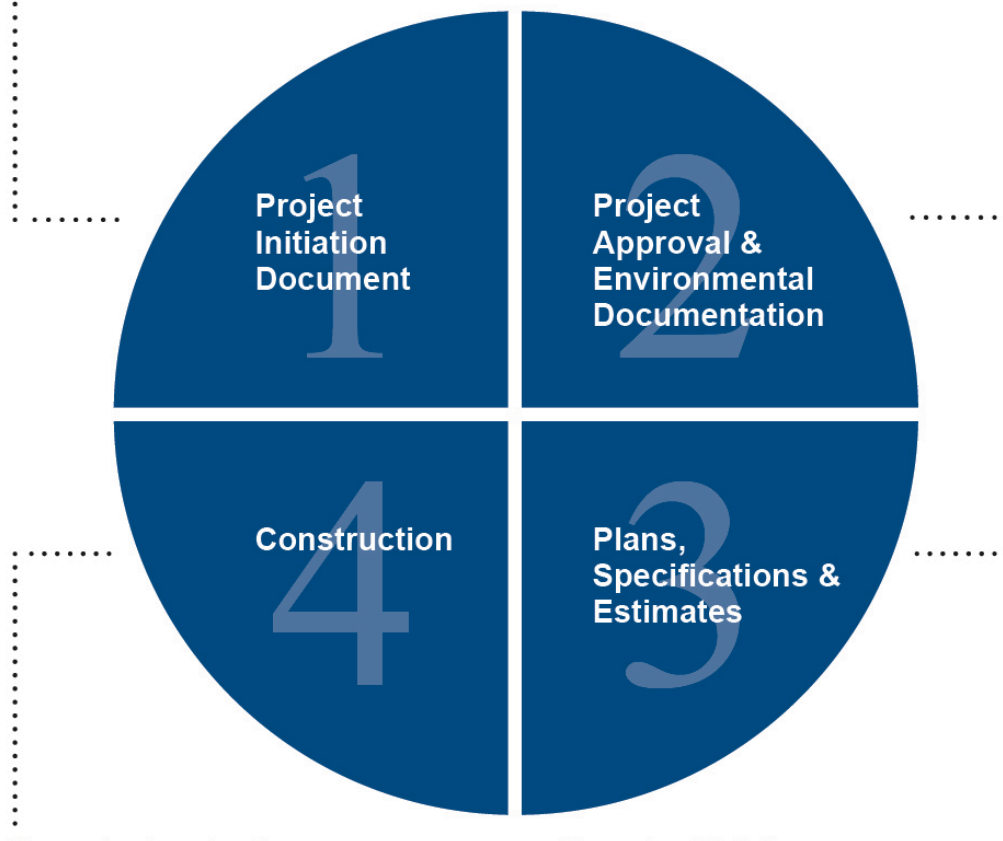 1
Project
Initiation
Document
2
Project
Approval &
Environmental
Documentation
3
Plans,
Specifications &
Estimates
4
Construction